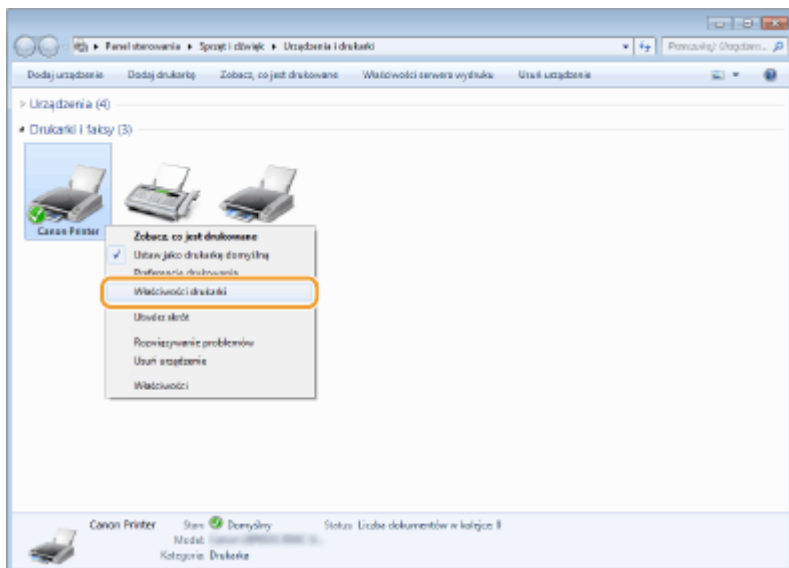 Panel sterowania ▸ Sprzęt i dźwięk ▸ Urządzenia i drukarki
Dodaj urządzenie Dodaj drukarkę Zobacz, co jest drukowane Właściwości serwera wydruku Usuń urządzenie
Urządzenia (4)
Drukarki i faksy (3)
Canon Printer
Zobacz, co jest drukowane
Ustaw jako drukarkę domyślną
Preferencje drukowania
Właściwości drukarki
Utwórz skrót
Rozwiązywanie problemów
Usuń urządzenie
Właściwości
Canon Printer Stan: Domyślny Status: Liczba dokumentów w kolejce: 0
Model:
Kategoria: Drukarka